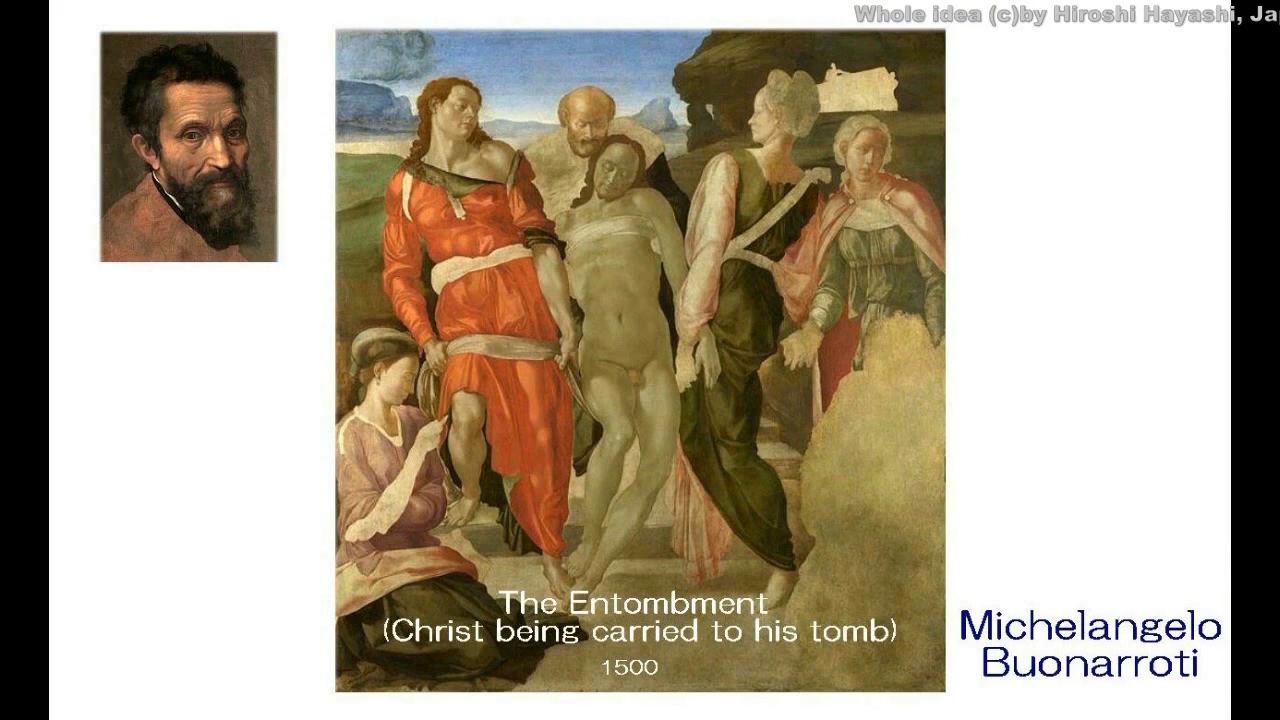 Whole idea (c)by Hiroshi Hayashi, Ja
The Entombment
(Christ being carried to his tomb)
1500
Michelangelo
Buonarroti